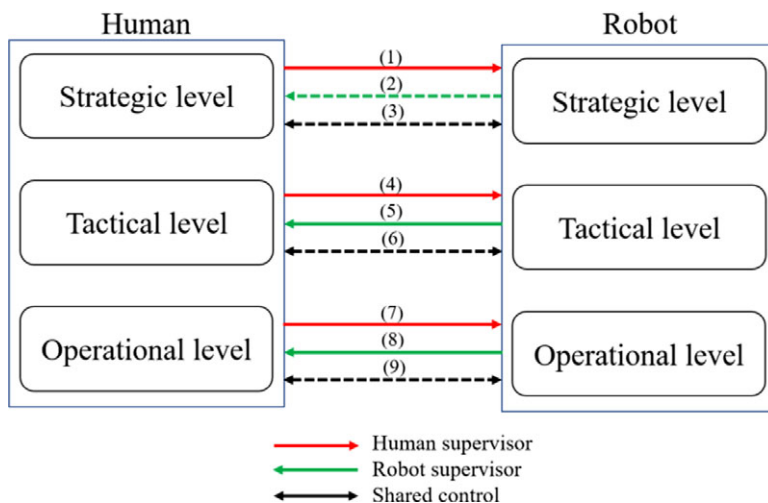 Human
Robot
(1)
Strategic level
(2)
Strategic level
(3)
(4)
Tactical level
(5)
Tactical level
(6)
(7)
Operational level
(8)
Operational level
(9)
Human supervisor
Robot supervisor
Shared control